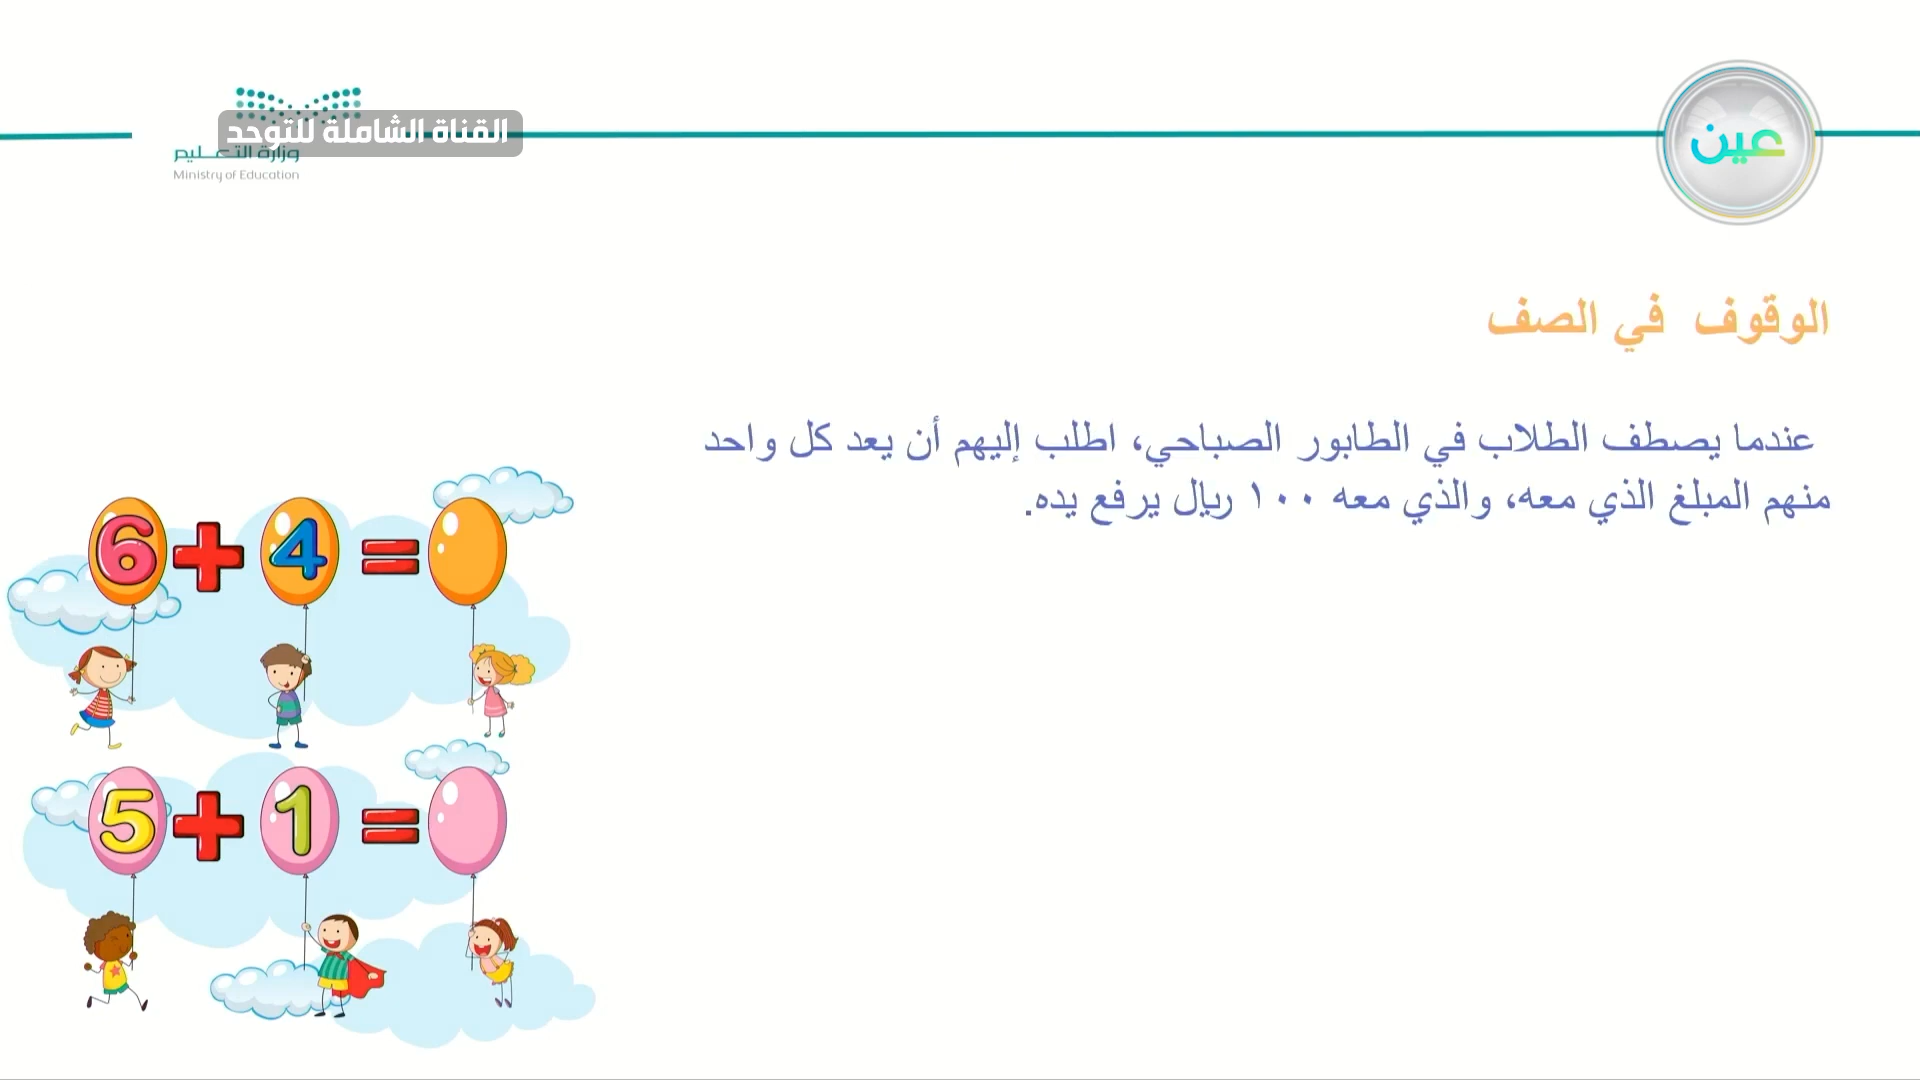 القناة الشاملة للتوحد
وزارة التعليم
Ministry of Education
عين
الوقوف في الصف
عندما يصطف الطلاب في الطابور الصباحي، اطلب إليهم أن يعد كل واحد
منهم المبلغ الذي معه، والذي معه ١٠٠ ريال يرفع يده.
6 + 4 =
5 + 1 =